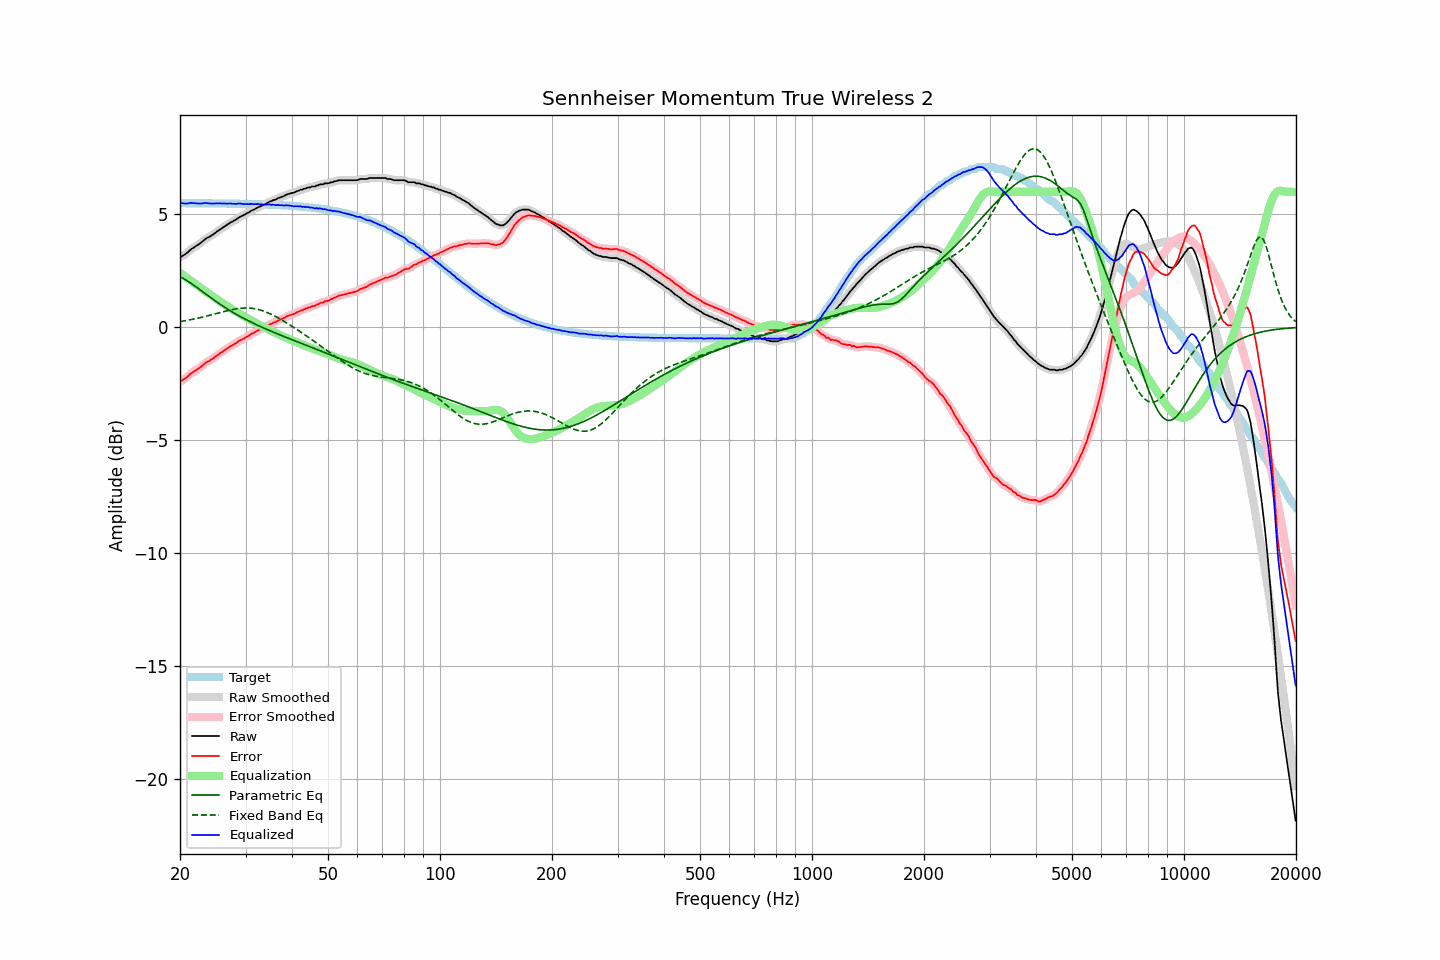 Sennheiser Momentum True Wireless 2
Amplitude (dBr)
5
0
−5
−10
−15
−20
Target
Raw Smoothed
Error Smoothed
Raw
Error
Equalization
Parametric Eq
Fixed Band Eq
Equalized
20 50 100 200 500 1000 2000 5000 10000 20000
Frequency (Hz)